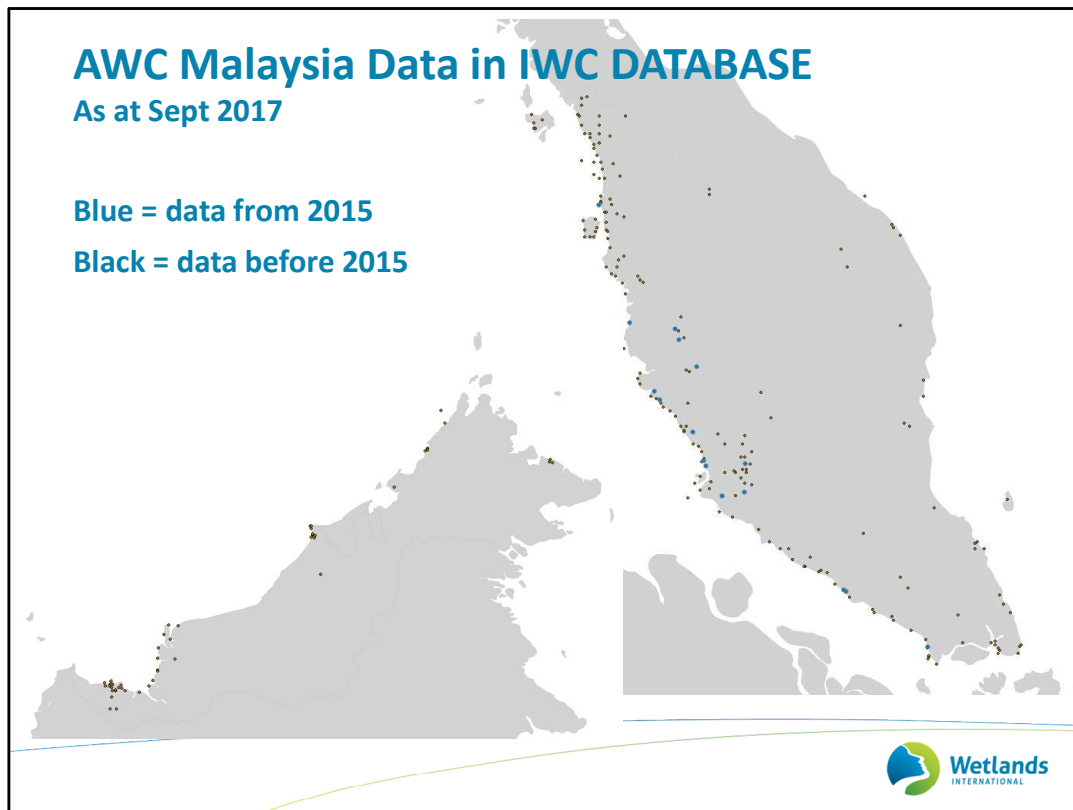 AWC Malaysia Data in IWC DATABASE
As at Sept 2017
Blue = data from 2015
Black = data before 2015
Wetlands
INTERNATIONAL